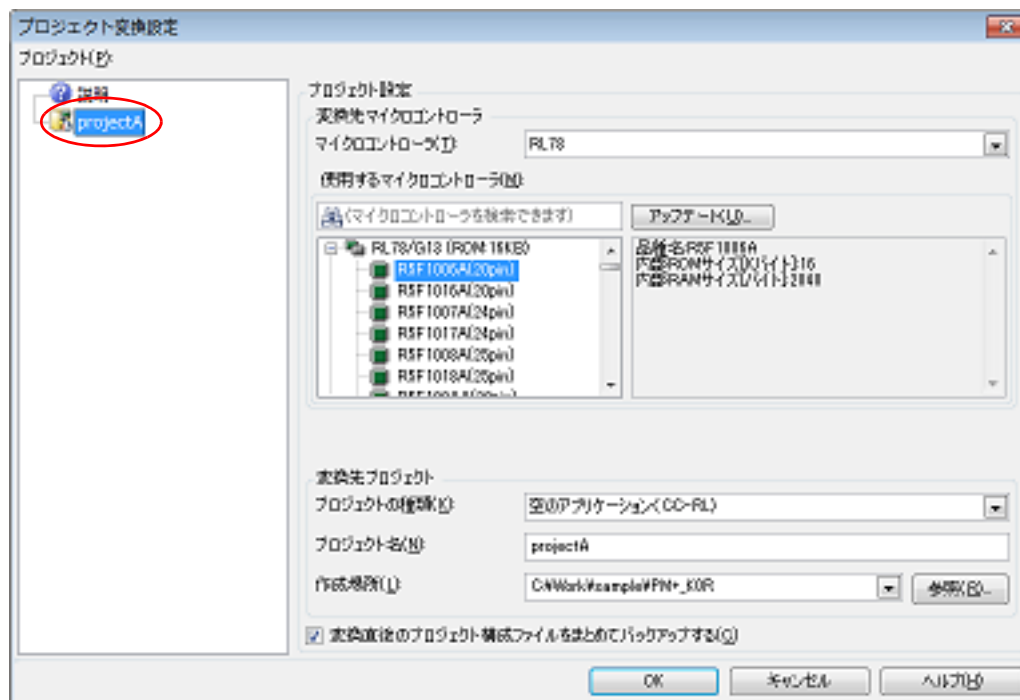 プロジェクト変換設定
プロジェクト(P):
説明
projectA
プロジェクト設定
変換先マイクロコントローラ
マイクロコントローラ(T):
RL78
使用するマイクロコントローラ(M):
(マイクロコントローラを検索できます)
アップデート(U)...
RL78/G13 (ROM:16KB)
R5F1006A(20pin)
R5F1016A(20pin)
R5F1007A(24pin)
R5F1017A(24pin)
R5F1008A(25pin)
R5F1018A(25pin)
品種名:R5F1006A
内蔵ROMサイズ[Kバイト]:16
内蔵RAMサイズ[バイト]:2048
変換先プロジェクト
プロジェクトの種類(K):
空のアプリケーション(CC-RL)
プロジェクト名(N):
projectA
作成場所(L):
C:¥Work¥sample¥PM+_K0R
参照(R)...
変換直後のプロジェクト構成ファイルをまとめてバックアップする(C)
OK
キャンセル
ヘルプ(H)